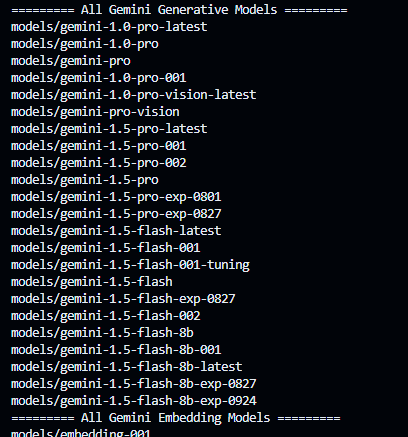 ========= All Gemini Generative Models =========
models/gemini-1.0-pro-latest
models/gemini-1.0-pro
models/gemini-pro
models/gemini-1.0-pro-001
models/gemini-1.0-pro-vision-latest
models/gemini-pro-vision
models/gemini-1.5-pro-latest
models/gemini-1.5-pro-001
models/gemini-1.5-pro-002
models/gemini-1.5-pro
models/gemini-1.5-pro-exp-0801
models/gemini-1.5-pro-exp-0827
models/gemini-1.5-flash-latest
models/gemini-1.5-flash-001
models/gemini-1.5-flash-001-tuning
models/gemini-1.5-flash
models/gemini-1.5-flash-exp-0827
models/gemini-1.5-flash-002
models/gemini-1.5-flash-8b
models/gemini-1.5-flash-8b-001
models/gemini-1.5-flash-8b-latest
models/gemini-1.5-flash-8b-exp-0827
models/gemini-1.5-flash-8b-exp-0924
========= All Gemini Embedding Models =========
models/embedding-001